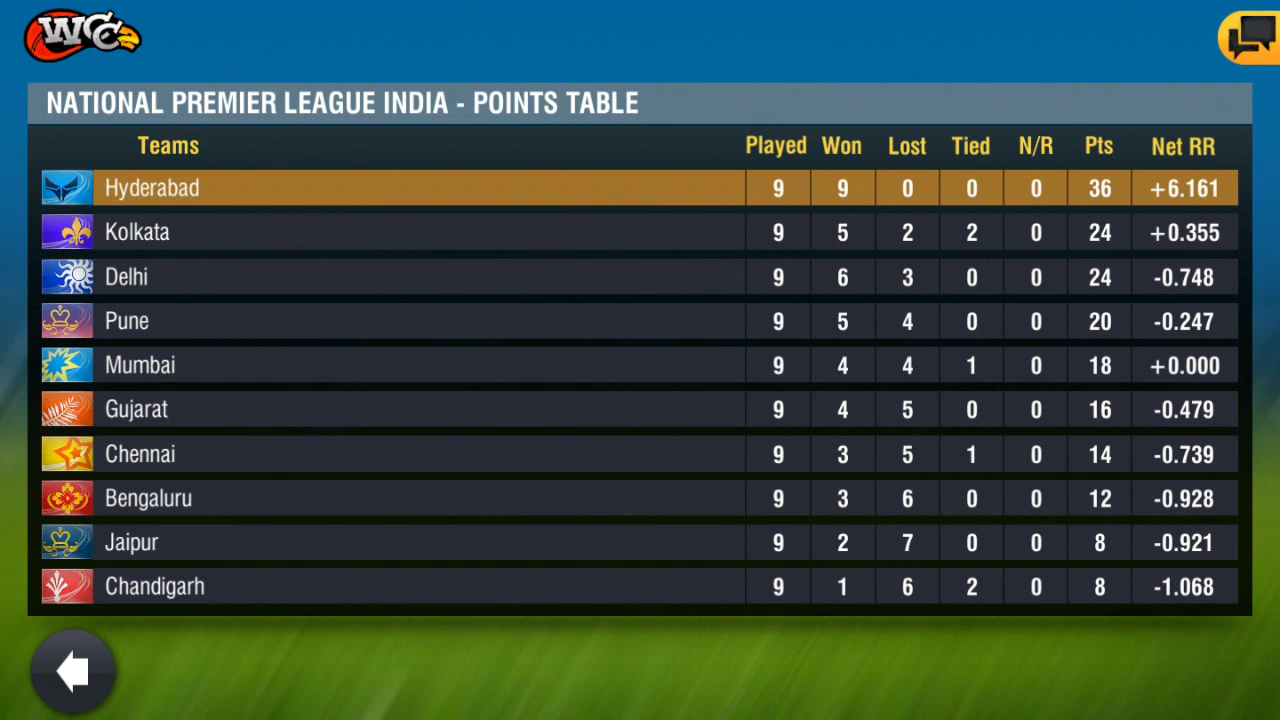 WCC
NATIONAL PREMIER LEAGUE INDIA - POINTS TABLE
Teams Played Won Lost Tied N/R Pts Net RR
Hyderabad 9 9 0 0 0 36 +6.161
Kolkata 9 5 2 2 0 24 +0.355
Delhi 9 6 3 0 0 24 -0.748
Pune 9 5 4 0 0 20 -0.247
Mumbai 9 4 4 1 0 18 +0.000
Gujarat 9 4 5 0 0 16 -0.479
Chennai 9 3 5 1 0 14 -0.739
Bengaluru 9 3 6 0 0 12 -0.928
Jaipur 9 2 7 0 0 8 -0.921
Chandigarh 9 1 6 2 0 8 -1.068